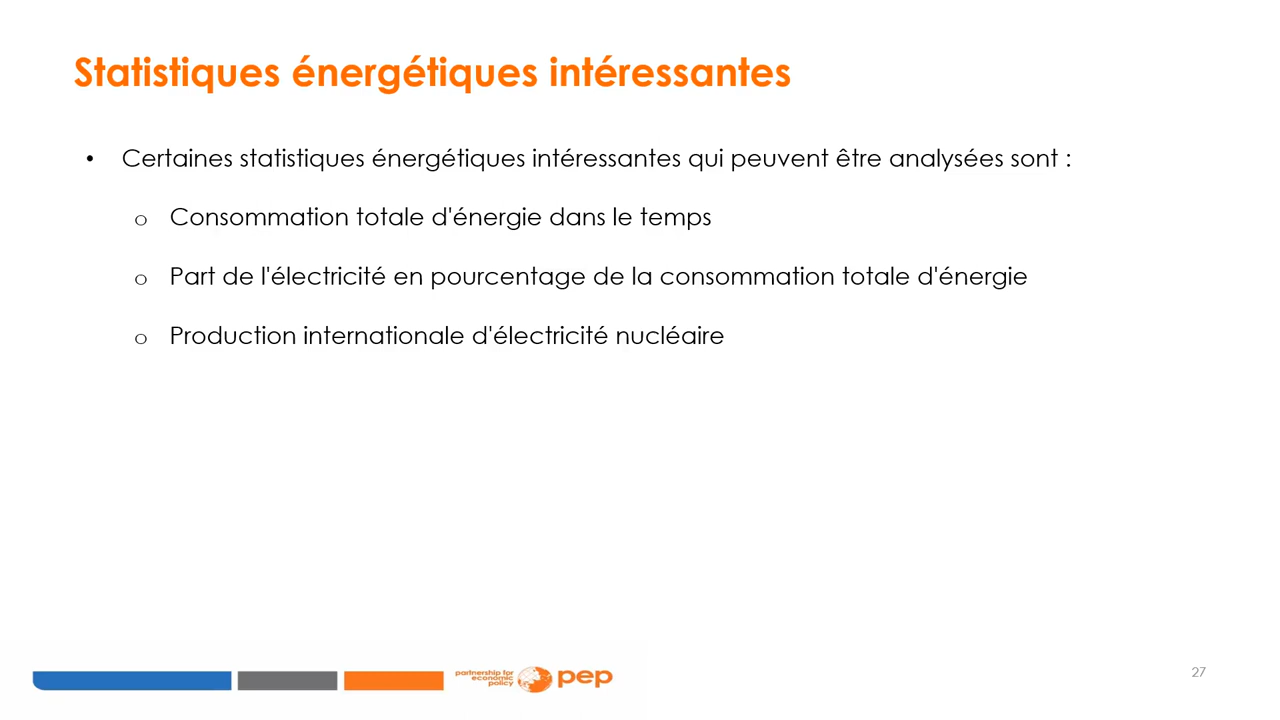 Statistiques énergétiques intéressantes
• Certaines statistiques énergétiques intéressantes qui peuvent être analysées sont :
o Consommation totale d'énergie dans le temps
o Part de l'électricité en pourcentage de la consommation totale d'énergie
o Production internationale d'électricité nucléaire
partnership for
economic
policy
pep
27